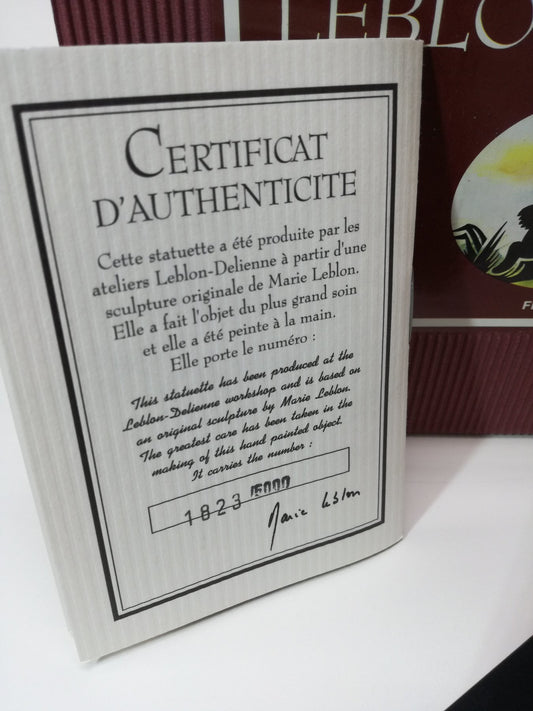 LEBLO
CERTIFICAT
D'AUTHENTICITE
Cette statuette a été produite par les
ateliers Leblon-Delienne à partir d'une
sculpture originale de Marie Leblon.
Elle a fait l'objet du plus grand soin
et elle a été peinte à la main.
Elle porte le numéro :
This statuette has been produced at the
Leblon-Delienne workshop and is based on
an original sculpture by Marie Leblon.
The greatest care has been taken in the
making of this hand painted object.
It carries the number :
1823 /5000
Marie Leblon